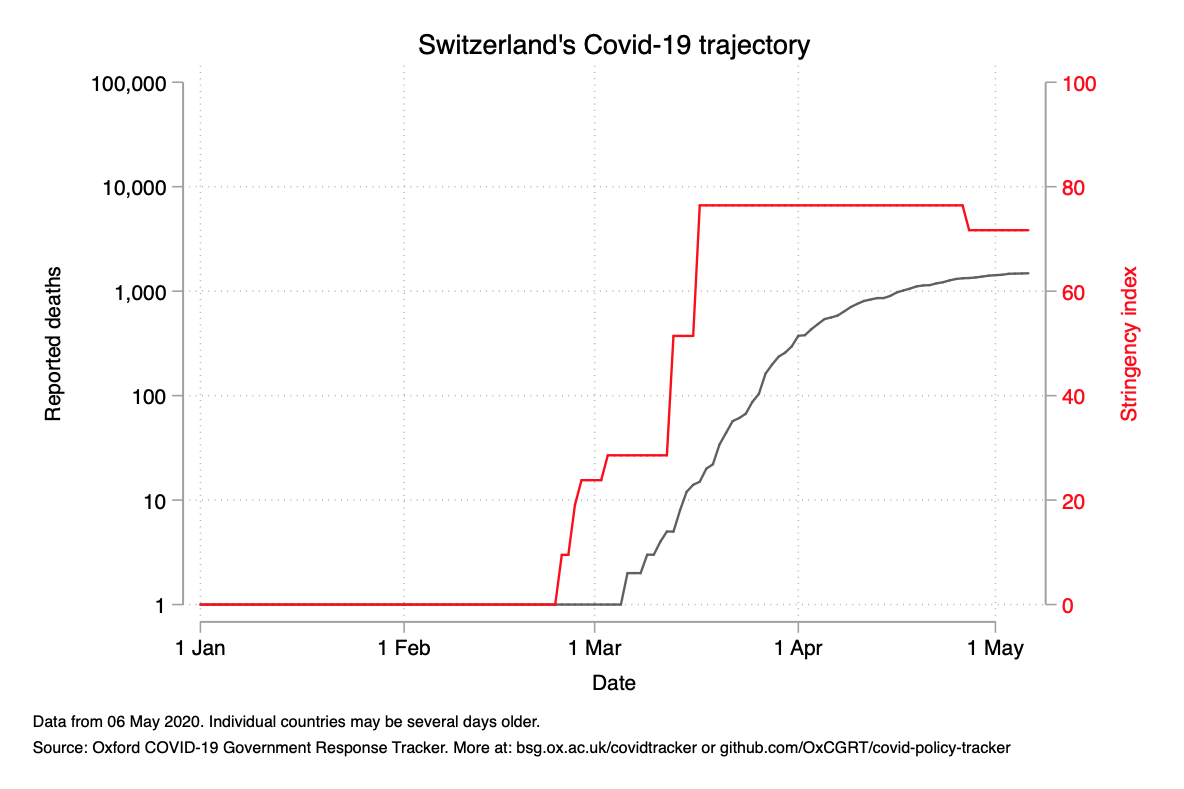 Switzerland's Covid-19 trajectory
100,000
10,000
1,000
100
10
1
Reported deaths
100
80
60
40
20
0
Stringency index
1 Jan
1 Feb
1 Mar
1 Apr
1 May
Date
Data from 06 May 2020. Individual countries may be several days older.
Source: Oxford COVID-19 Government Response Tracker. More at: bsg.ox.ac.uk/covidtracker or github.com/OxCGRT/covid-policy-tracker